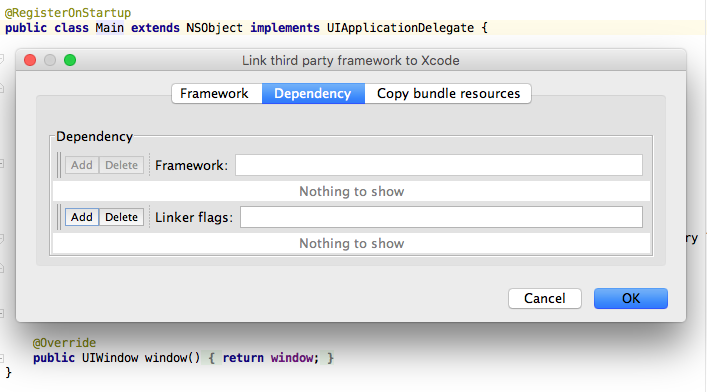 @RegisterOnStartup
public class Main extends NSObject implements UIApplicationDelegate {
Link third party framework to Xcode
Framework Dependency Copy bundle resources
Dependency
Add Delete Framework:
Nothing to show
Add Delete Linker flags:
ry
Nothing to show
Cancel OK
@Override
public UIWindow window() { return window; }
}